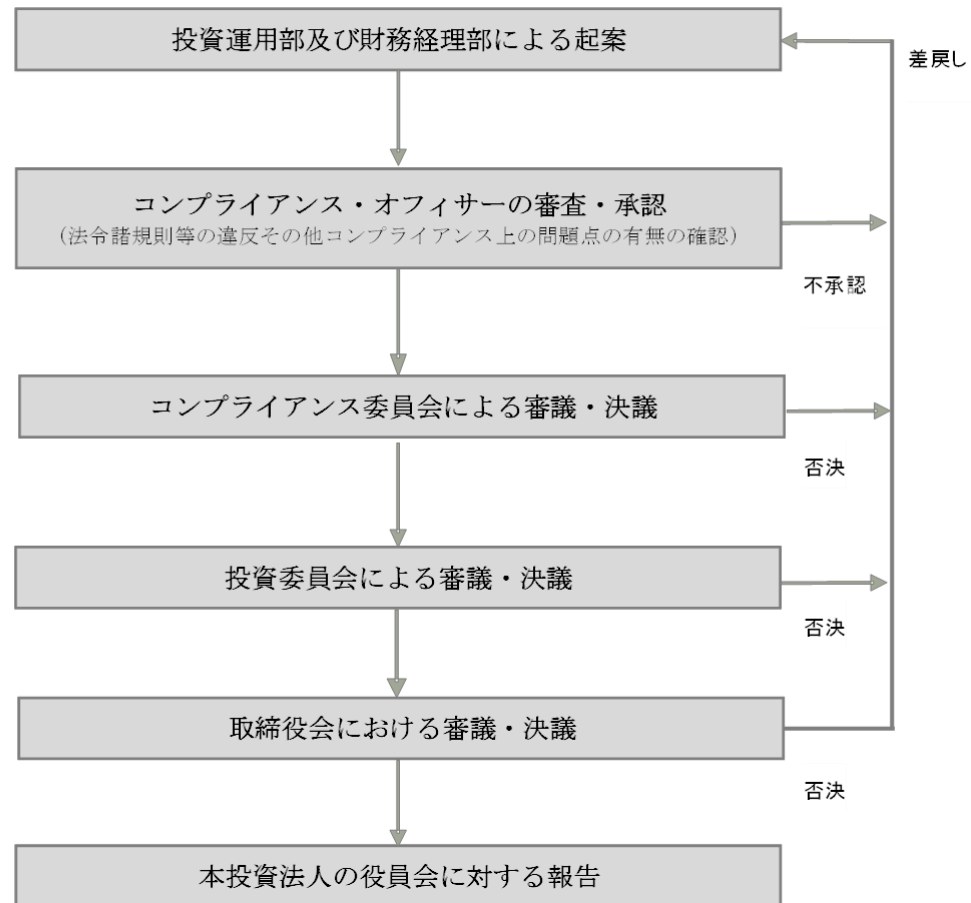 投資運用部及び財務経理部による起案
差戻し
コンプライアンス・オフィサーの審査・承認
(法令諸規則等の違反その他コンプライアンス上の問題点の有無の確認)
不承認
コンプライアンス委員会による審議・決議
否決
投資委員会による審議・決議
否決
取締役会における審議・決議
否決
本投資法人の役員会に対する報告